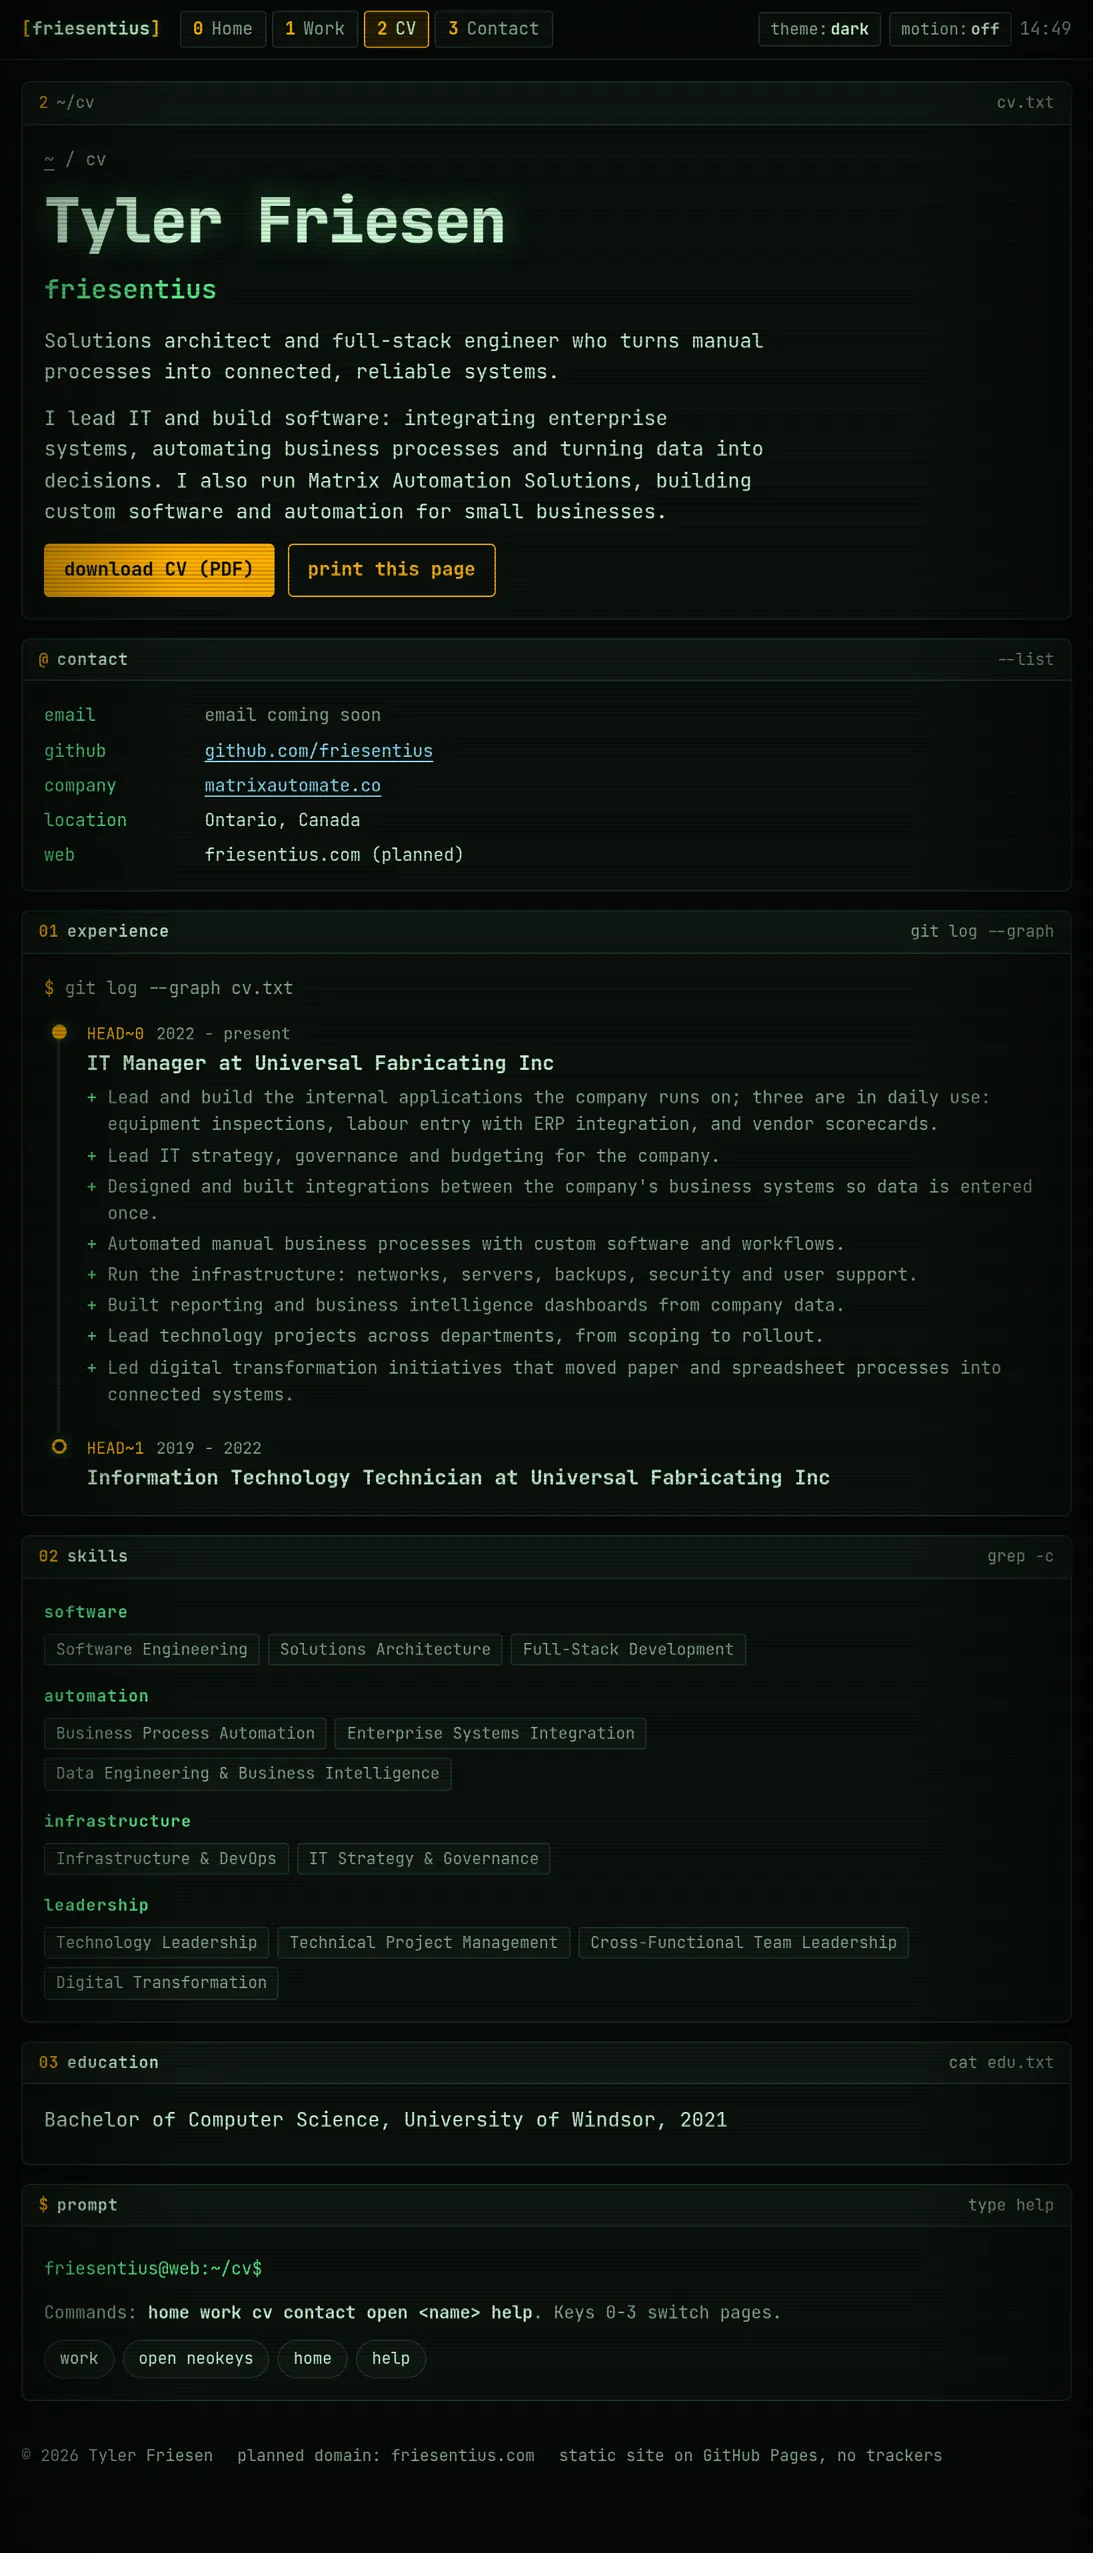 [friesentius] 0 Home 1 Work 2 CV 3 Contact theme:dark motion:off 14:49
2 ~/cv cv.txt
~ / cv
Tyler Friesen
friesentius
Solutions architect and full-stack engineer who turns manual
processes into connected, reliable systems.
I lead IT and build software: integrating enterprise
systems, automating business processes and turning data into
decisions. I also run Matrix Automation Solutions, building
custom software and automation for small businesses.
download CV (PDF) print this page
@ contact --list
email email coming soon
github github.com/friesentius
company matrixautomate.co
location Ontario, Canada
web friesentius.com (planned)
01 experience git log --graph
$ git log --graph cv.txt
HEAD~0 2022 - present
IT Manager at Universal Fabricating Inc
+ Lead and build the internal applications the company runs on; three are in daily use:
equipment inspections, labour entry with ERP integration, and vendor scorecards.
+ Lead IT strategy, governance and budgeting for the company.
+ Designed and built integrations between the company's business systems so data is entered
once.
+ Automated manual business processes with custom software and workflows.
+ Run the infrastructure: networks, servers, backups, security and user support.
+ Built reporting and business intelligence dashboards from company data.
+ Lead technology projects across departments, from scoping to rollout.
+ Led digital transformation initiatives that moved paper and spreadsheet processes into
connected systems.
HEAD~1 2019 - 2022
Information Technology Technician at Universal Fabricating Inc
02 skills grep -c
software
Software Engineering Solutions Architecture Full-Stack Development
automation
Business Process Automation Enterprise Systems Integration
Data Engineering & Business Intelligence
infrastructure
Infrastructure & DevOps IT Strategy & Governance
leadership
Technology Leadership Technical Project Management Cross-Functional Team Leadership
Digital Transformation
03 education cat edu.txt
Bachelor of Computer Science, University of Windsor, 2021
$ prompt type help
friesentius@web:~/cv$
Commands: home work cv contact open <name> help. Keys 0-3 switch pages.
work open neokeys home help
© 2026 Tyler Friesen planned domain: friesentius.com static site on GitHub Pages, no trackers